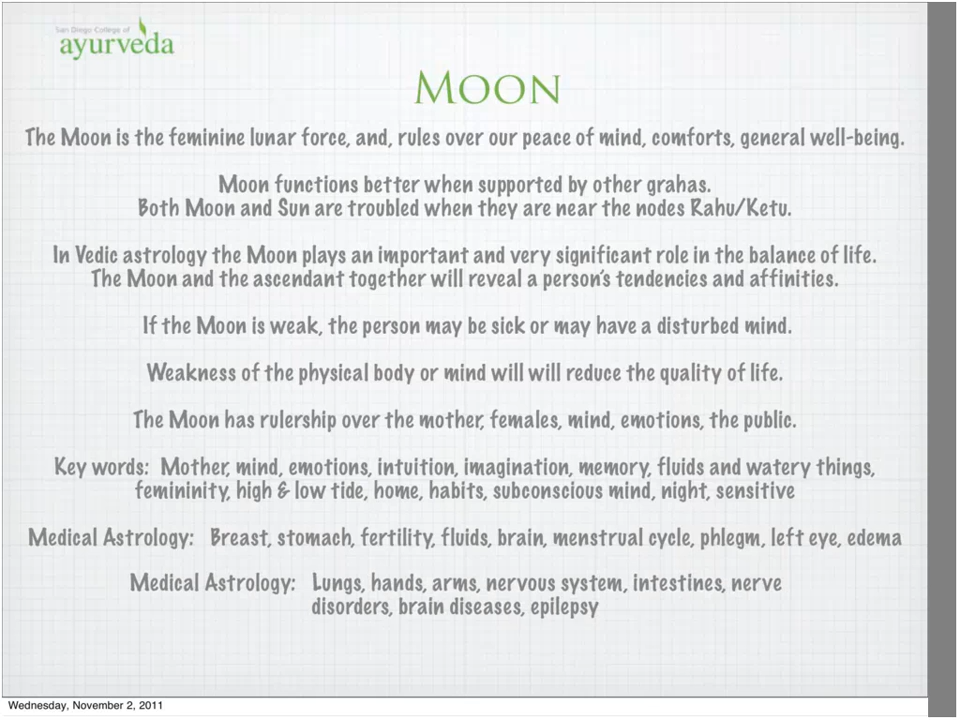 San Diego College of
ayurveda
Moon
The Moon is the feminine lunar force, and, rules over our peace of mind, comforts, general well-being.
Moon functions better when supported by other grahas.
Both Moon and Sun are troubled when they are near the nodes Rahu/Ketu.
In Vedic astrology the Moon plays an important and very significant role in the balance of life.
The Moon and the ascendant together will reveal a person's tendencies and affinities.
If the Moon is weak, the person may be sick or may have a disturbed mind.
Weakness of the physical body or mind will will reduce the quality of life.
The Moon has rulership over the mother, females, mind, emotions, the public.
Key words: Mother, mind, emotions, intuition, imagination, memory, fluids and watery things,
femininity, high & low tide, home, habits, subconscious mind, night, sensitive
Medical Astrology: Breast, stomach, fertility, fluids, brain, menstrual cycle, phlegm, left eye, edema
Medical Astrology: Lungs, hands, arms, nervous system, intestines, nerve
disorders, brain diseases, epilepsy
Wednesday, November 2, 2011